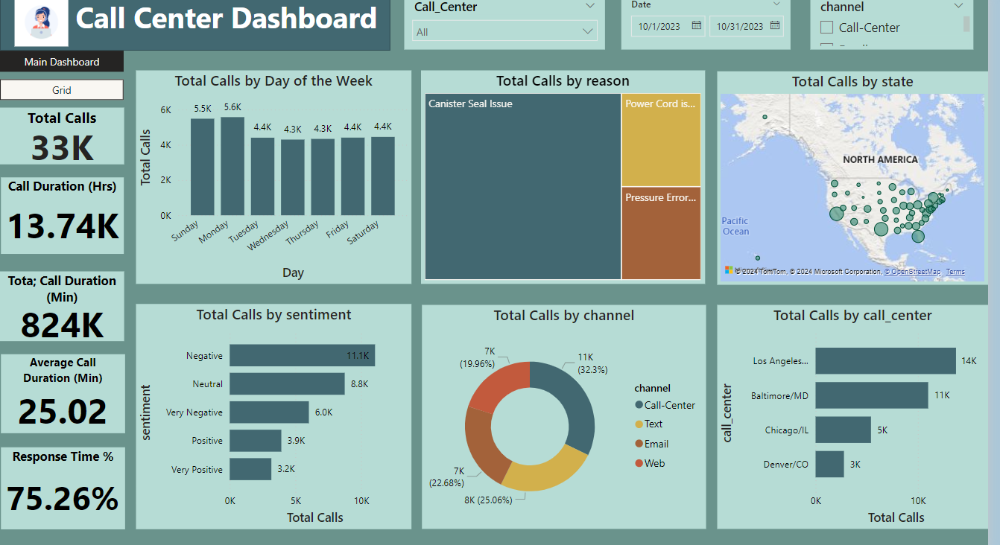 Call Center Dashboard
Call_Center
All
Date
10/1/2023
10/31/2023
channel
Call-Center
Main Dashboard
Grid
Total Calls
33K
Call Duration (Hrs)
13.74K
Tota; Call Duration
(Min)
824K
Average Call
Duration (Min)
25.02
Response Time %
75.26%
Total Calls by Day of the Week
Total Calls
6K
4K
2K
0K
5.5K
5.6K
4.4K
4.3K
4.3K
4.4K
4.4K
Sunday
Monday
Tuesday
Wednesday
Thursday
Friday
Saturday
Day
Total Calls by reason
Canister Seal Issue
Power Cord is...
Pressure Error...
Total Calls by state
NORTH AMERICA
Pacific
Ocean
© 2024 TomTom, © 2024 Microsoft Corporation, © OpenStreetMap Terms
Total Calls by sentiment
sentiment
Negative 11.1K
Neutral 8.8K
Very Negative 6.0K
Positive 3.9K
Very Positive 3.2K
0K 5K 10K
Total Calls
Total Calls by channel
7K
(19.96%)
11K
(32.3%)
7K
(22.68%)
8K (25.06%)
channel
Call-Center
Text
Email
Web
Total Calls by call_center
call_center
Los Angeles... 14K
Baltimore/MD 11K
Chicago/IL 5K
Denver/CO 3K
0K 10K
Total Calls